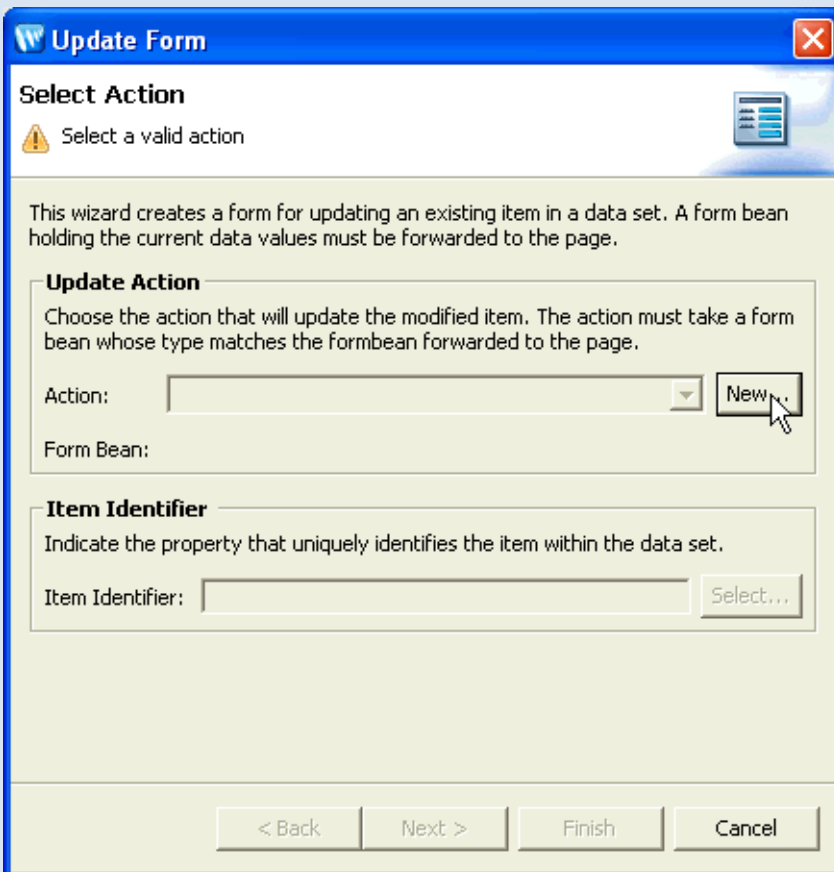 Update Form
Select Action
Select a valid action
This wizard creates a form for updating an existing item in a data set. A form bean
holding the current data values must be forwarded to the page.
Update Action
Choose the action that will update the modified item. The action must take a form
bean whose type matches the formbean forwarded to the page.
Action: New...
Form Bean:
Item Identifier
Indicate the property that uniquely identifies the item within the data set.
Item Identifier: Select...
< Back Next > Finish Cancel